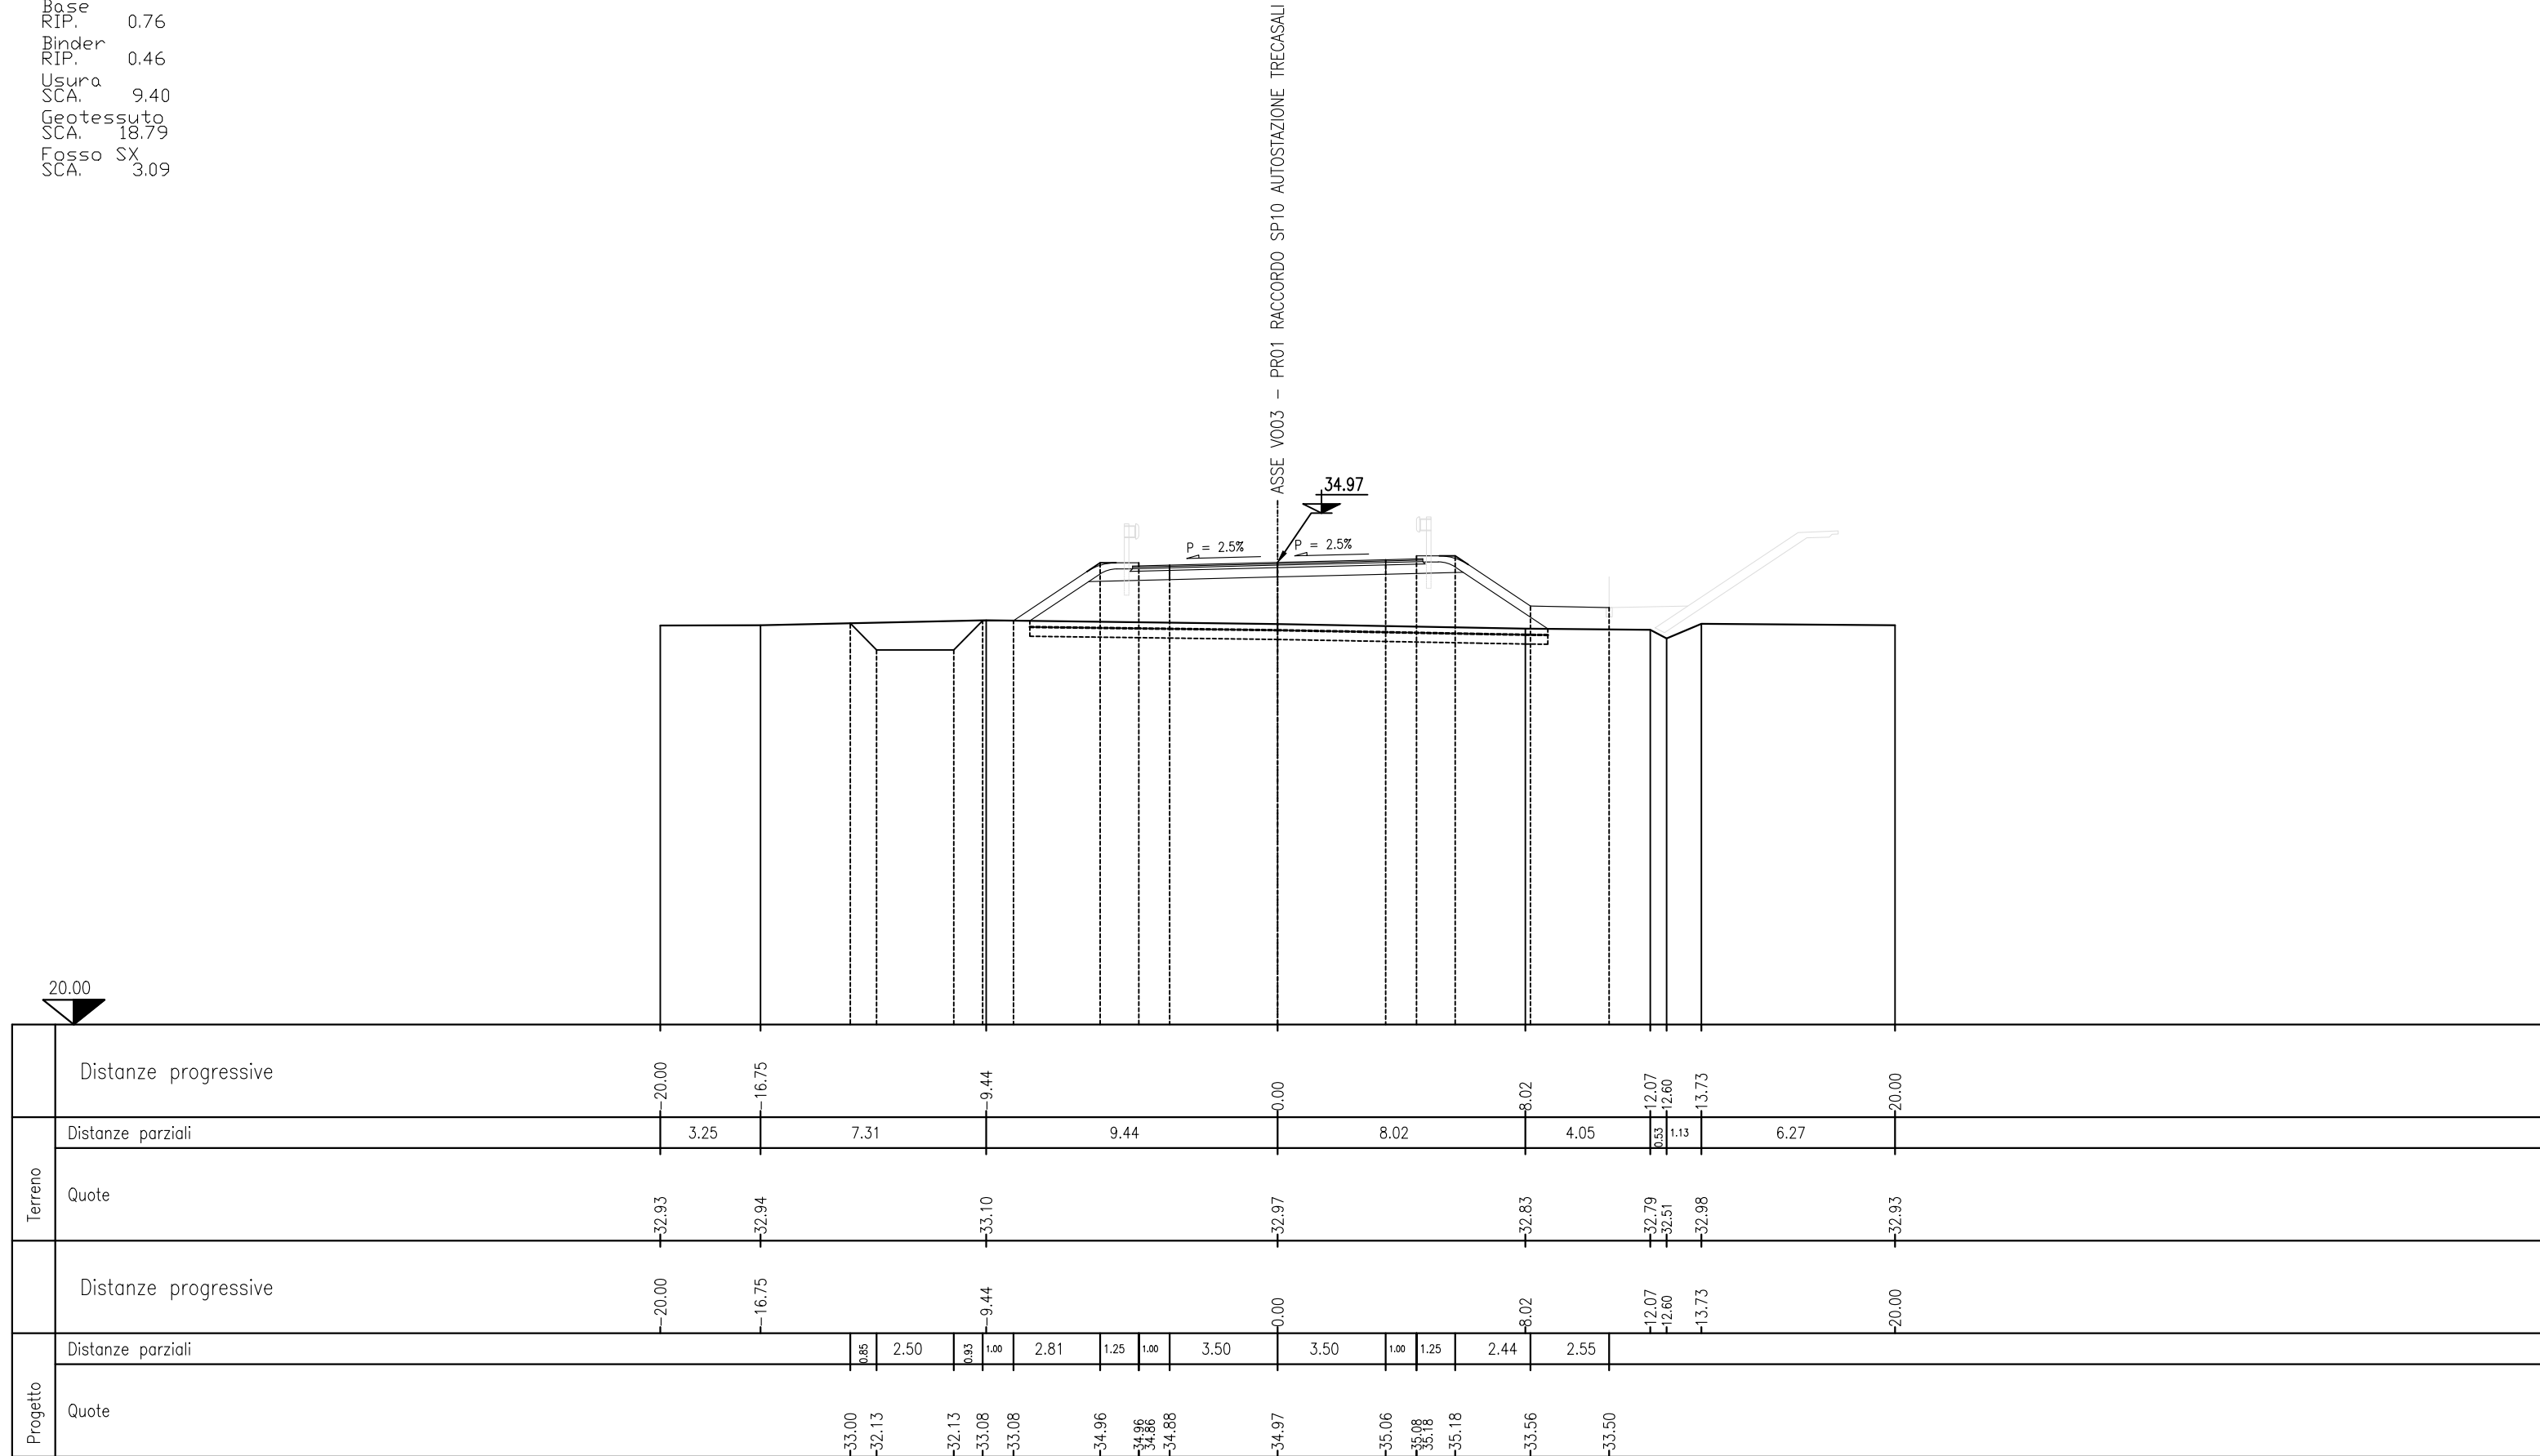 Base
RIP. 0.76
Binder
RIP. 0.46
Usura
SCA. 9.40
Geotessuto
SCA. 18.79
Fosso SX
SCA. 3.09
ASSE V003 - PR01 RACCORDO SP10 AUTOSTAZIONE TRECASALI
34.97
P = 2.5%
P = 2.5%
20.00
Distanze progressive
-20.00 -16.75 -9.44 0.00 8.02 12.07 12.60 13.73 20.00
Terreno
Distanze parziali
3.25 7.31 9.44 8.02 4.05 0.53 1.13 6.27
Quote
32.93 32.94 33.10 32.97 32.83 32.79 32.51 32.98 32.93
Distanze progressive
-20.00 -16.75 -9.44 0.00 8.02 12.07 12.60 13.73 20.00
Progetto
Distanze parziali
0.85 2.50 0.93 1.00 2.81 1.25 1.00 3.50 3.50 1.00 1.25 2.44 2.55
Quote
33.00 32.13 32.13 33.08 33.08 34.96 34.96 34.86 34.88 34.97 35.06 35.08 35.18 35.18 33.56 33.50